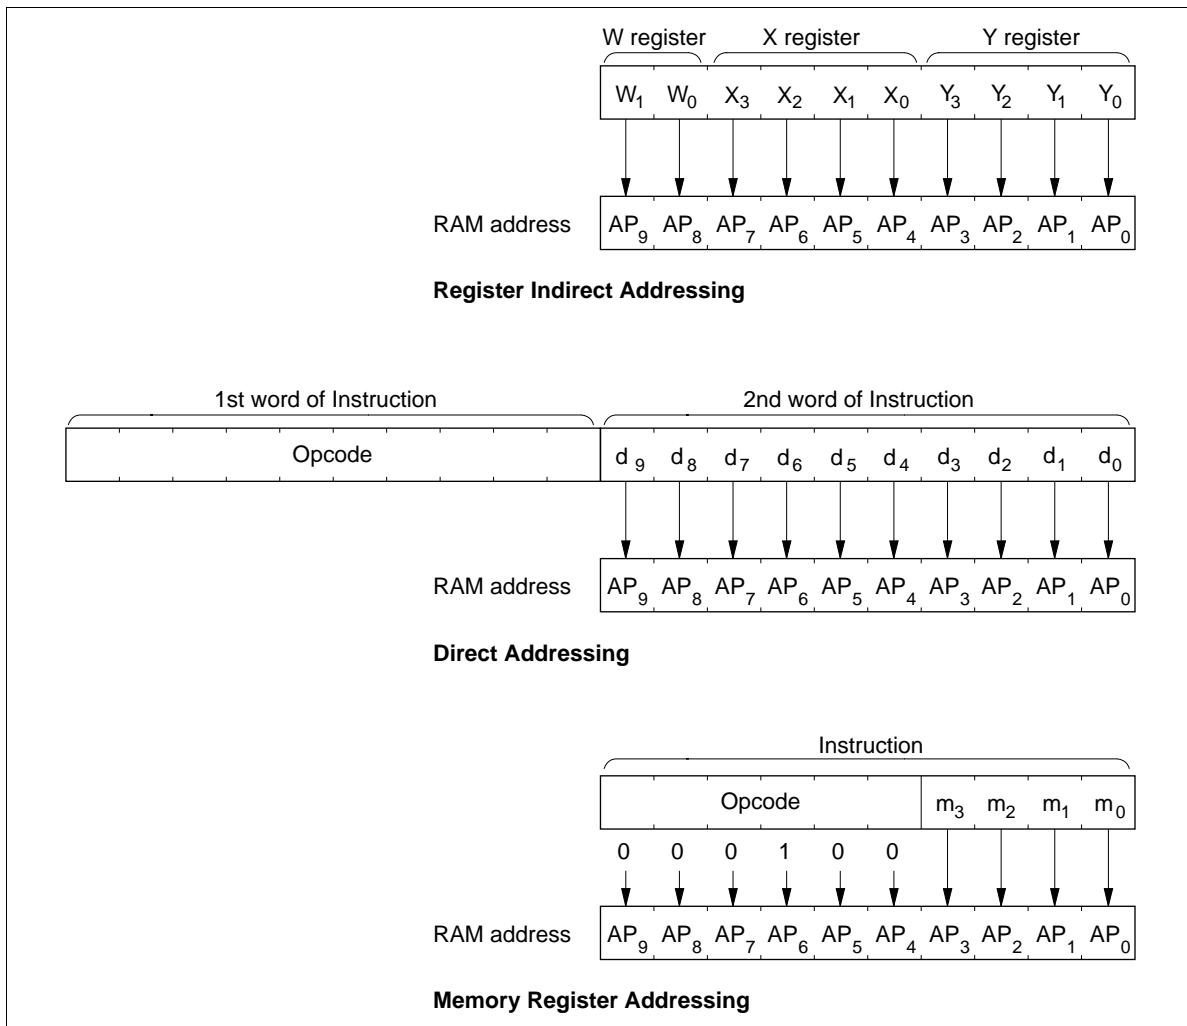 W register X register Y register
W1 W0 X3 X2 X1 X0 Y3 Y2 Y1 Y0
RAM address AP9 AP8 AP7 AP6 AP5 AP4 AP3 AP2 AP1 AP0
Register Indirect Addressing
1st word of Instruction 2nd word of Instruction
Opcode d9 d8 d7 d6 d5 d4 d3 d2 d1 d0
RAM address AP9 AP8 AP7 AP6 AP5 AP4 AP3 AP2 AP1 AP0
Direct Addressing
Instruction
Opcode m3 m2 m1 m0
0 0 0 1 0 0
RAM address AP9 AP8 AP7 AP6 AP5 AP4 AP3 AP2 AP1 AP0
Memory Register Addressing